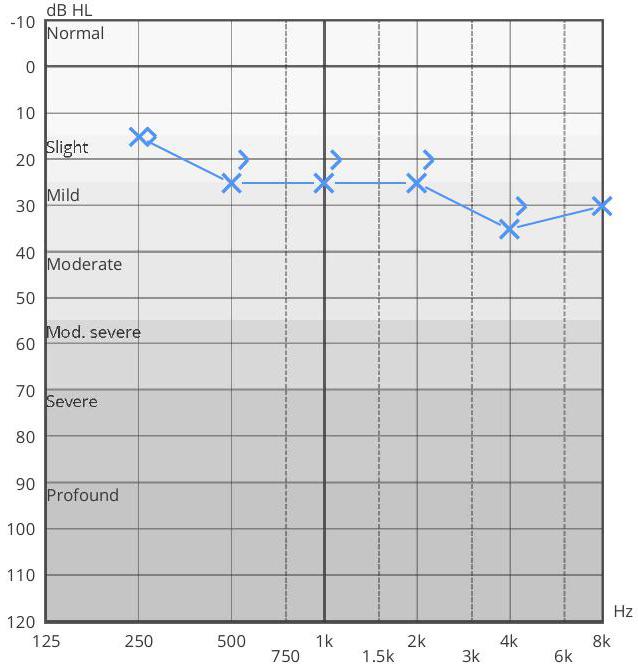 dB HL
-10
Normal
0
10
Slight
20
Mild
30
40
Moderate
50
Mod. severe
60
70
Severe
80
90
Profound
100
110
120
Hz
125 250 500 1k 2k 4k 8k
750 1.5k 3k 6k